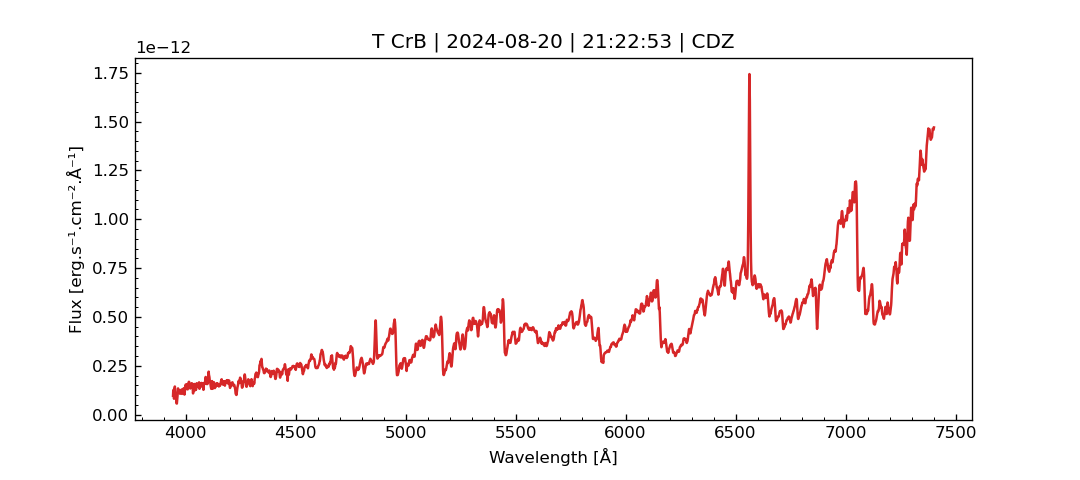 T CrB | 2024-08-20 | 21:22:53 | CDZ
1e−12
1.75
1.50
1.25
1.00
0.75
0.50
0.25
0.00
Flux [erg.s⁻¹.cm⁻².Å⁻¹]
4000 4500 5000 5500 6000 6500 7000 7500
Wavelength [Å]